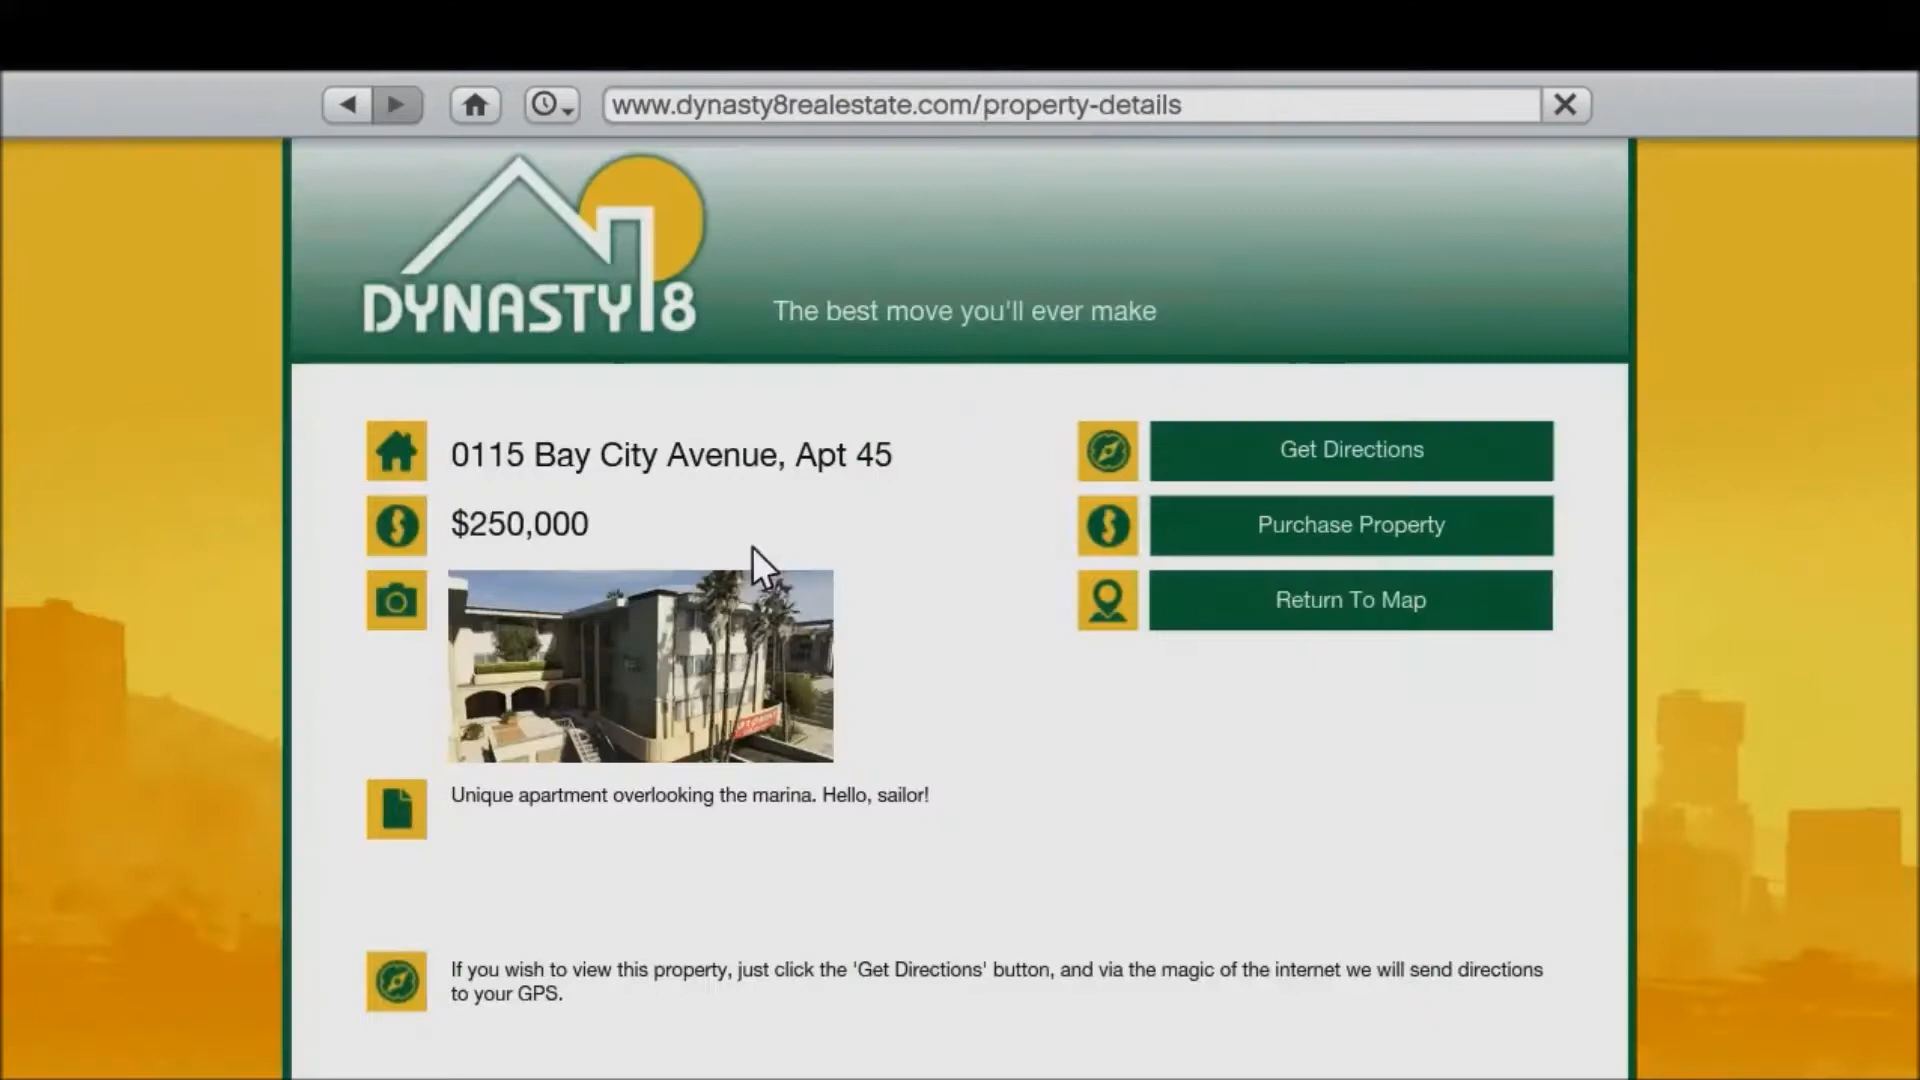 www.dynasty8realestate.com/property-details
DYNASTY 8
The best move you'll ever make
0115 Bay City Avenue, Apt 45
$250,000
Get Directions
Purchase Property
Return To Map
Unique apartment overlooking the marina. Hello, sailor!
If you wish to view this property, just click the 'Get Directions' button, and via the magic of the internet we will send directions
to your GPS.